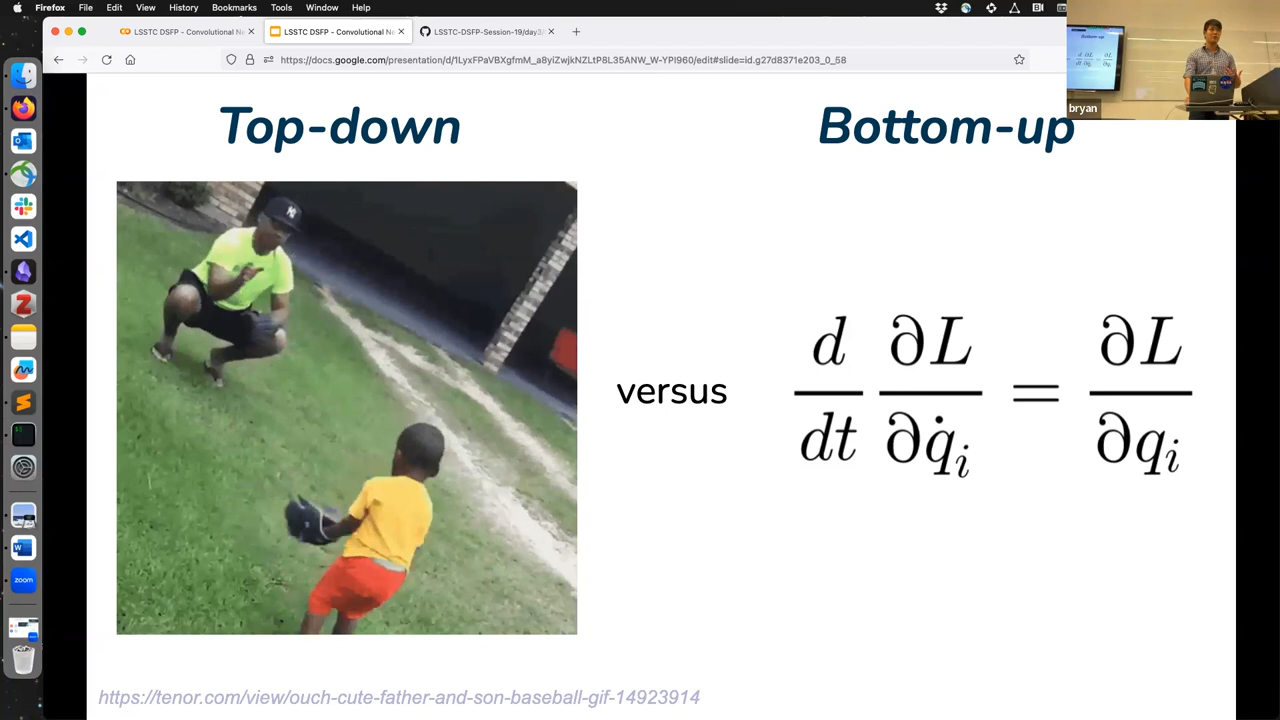 Firefox File Edit View History Bookmarks Tools Window Help
LSSTC DSFP - Convolutional Ne
LSSTC DSFP - Convolutional Ne
LSSTC-DSFP-Session-19/day3/
https://docs.google.com/presentation/d/1LyxFPaVBXgfmM_a8yiZwjkNZLtP8L35ANW_W-YPI960/edit#slide=id.g27d8371e203_0_58
bryan
Top-down
Bottom-up
versus
d/dt ∂L/∂q̇ᵢ = ∂L/∂qᵢ
zoom
https://tenor.com/view/ouch-cute-father-and-son-baseball-gif-14923914